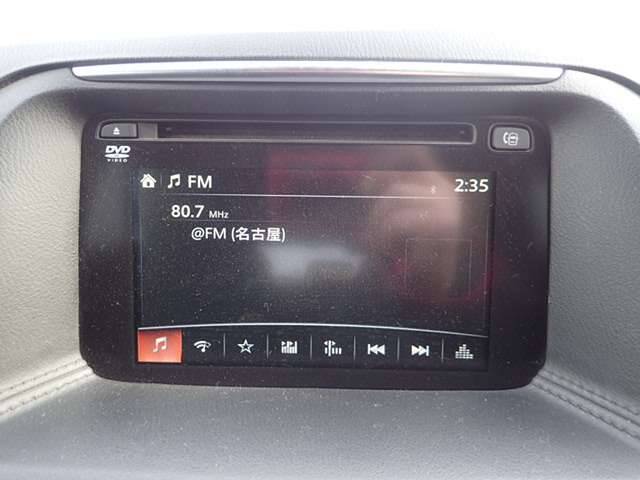 DVD
VIDEO
FM 2:35
80.7 MHz
@FM (名古屋)